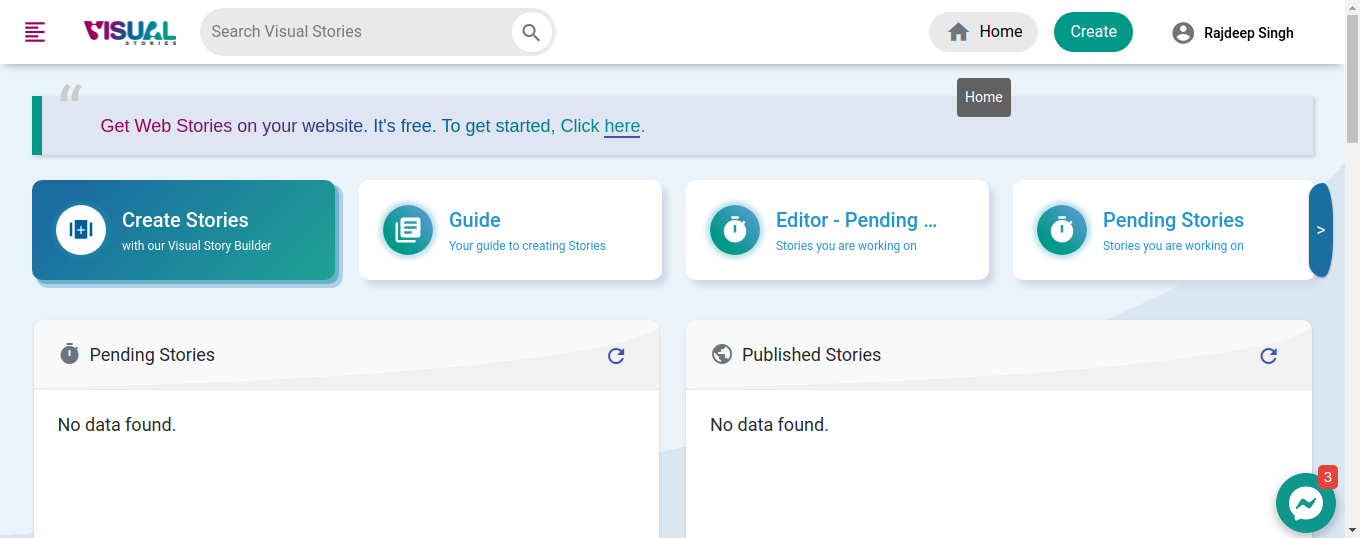 VISUAL
STORIES
Search Visual Stories
Home
Create
Rajdeep Singh
Home
“
Get Web Stories on your website. It's free. To get started, Click here.
Create Stories
with our Visual Story Builder
Guide
Your guide to creating Stories
Editor - Pending ...
Stories you are working on
Pending Stories
Stories you are working on
>
Pending Stories
Published Stories
No data found.
No data found.
3